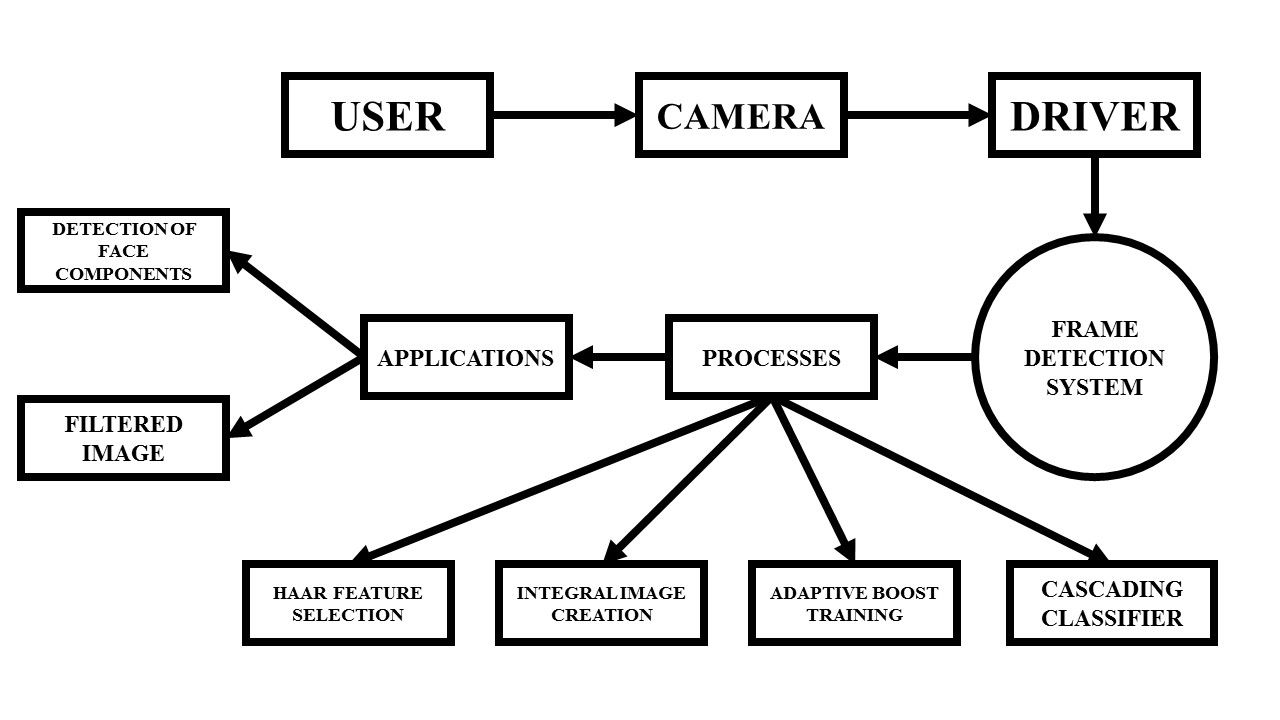 USER
CAMERA
DRIVER
DETECTION OF
FACE
COMPONENTS
FRAME
DETECTION
SYSTEM
APPLICATIONS
PROCESSES
FILTERED
IMAGE
HAAR FEATURE
SELECTION
INTEGRAL IMAGE
CREATION
ADAPTIVE BOOST
TRAINING
CASCADING
CLASSIFIER